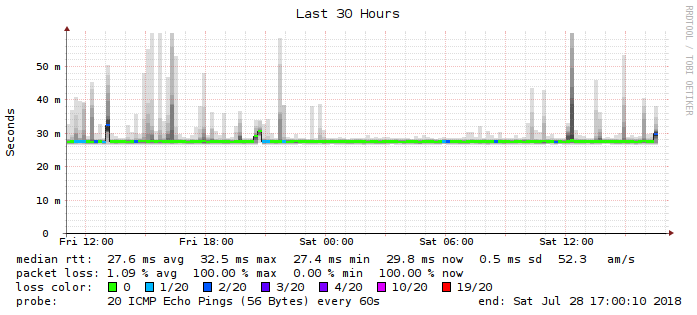 Last 30 Hours
RRDTOOL / TOBI OETIKER
Seconds
50 m
40 m
30 m
20 m
10 m
0
Fri 12:00 Fri 18:00 Sat 00:00 Sat 06:00 Sat 12:00
median rtt: 27.6 ms avg 32.5 ms max 27.4 ms min 29.8 ms now 0.5 ms sd 52.3 am/s
packet loss: 1.09 % avg 100.00 % max 0.00 % min 100.00 % now
loss color: 0 1/20 2/20 3/20 4/20 10/20 19/20
probe: 20 ICMP Echo Pings (56 Bytes) every 60s end: Sat Jul 28 17:00:10 2018